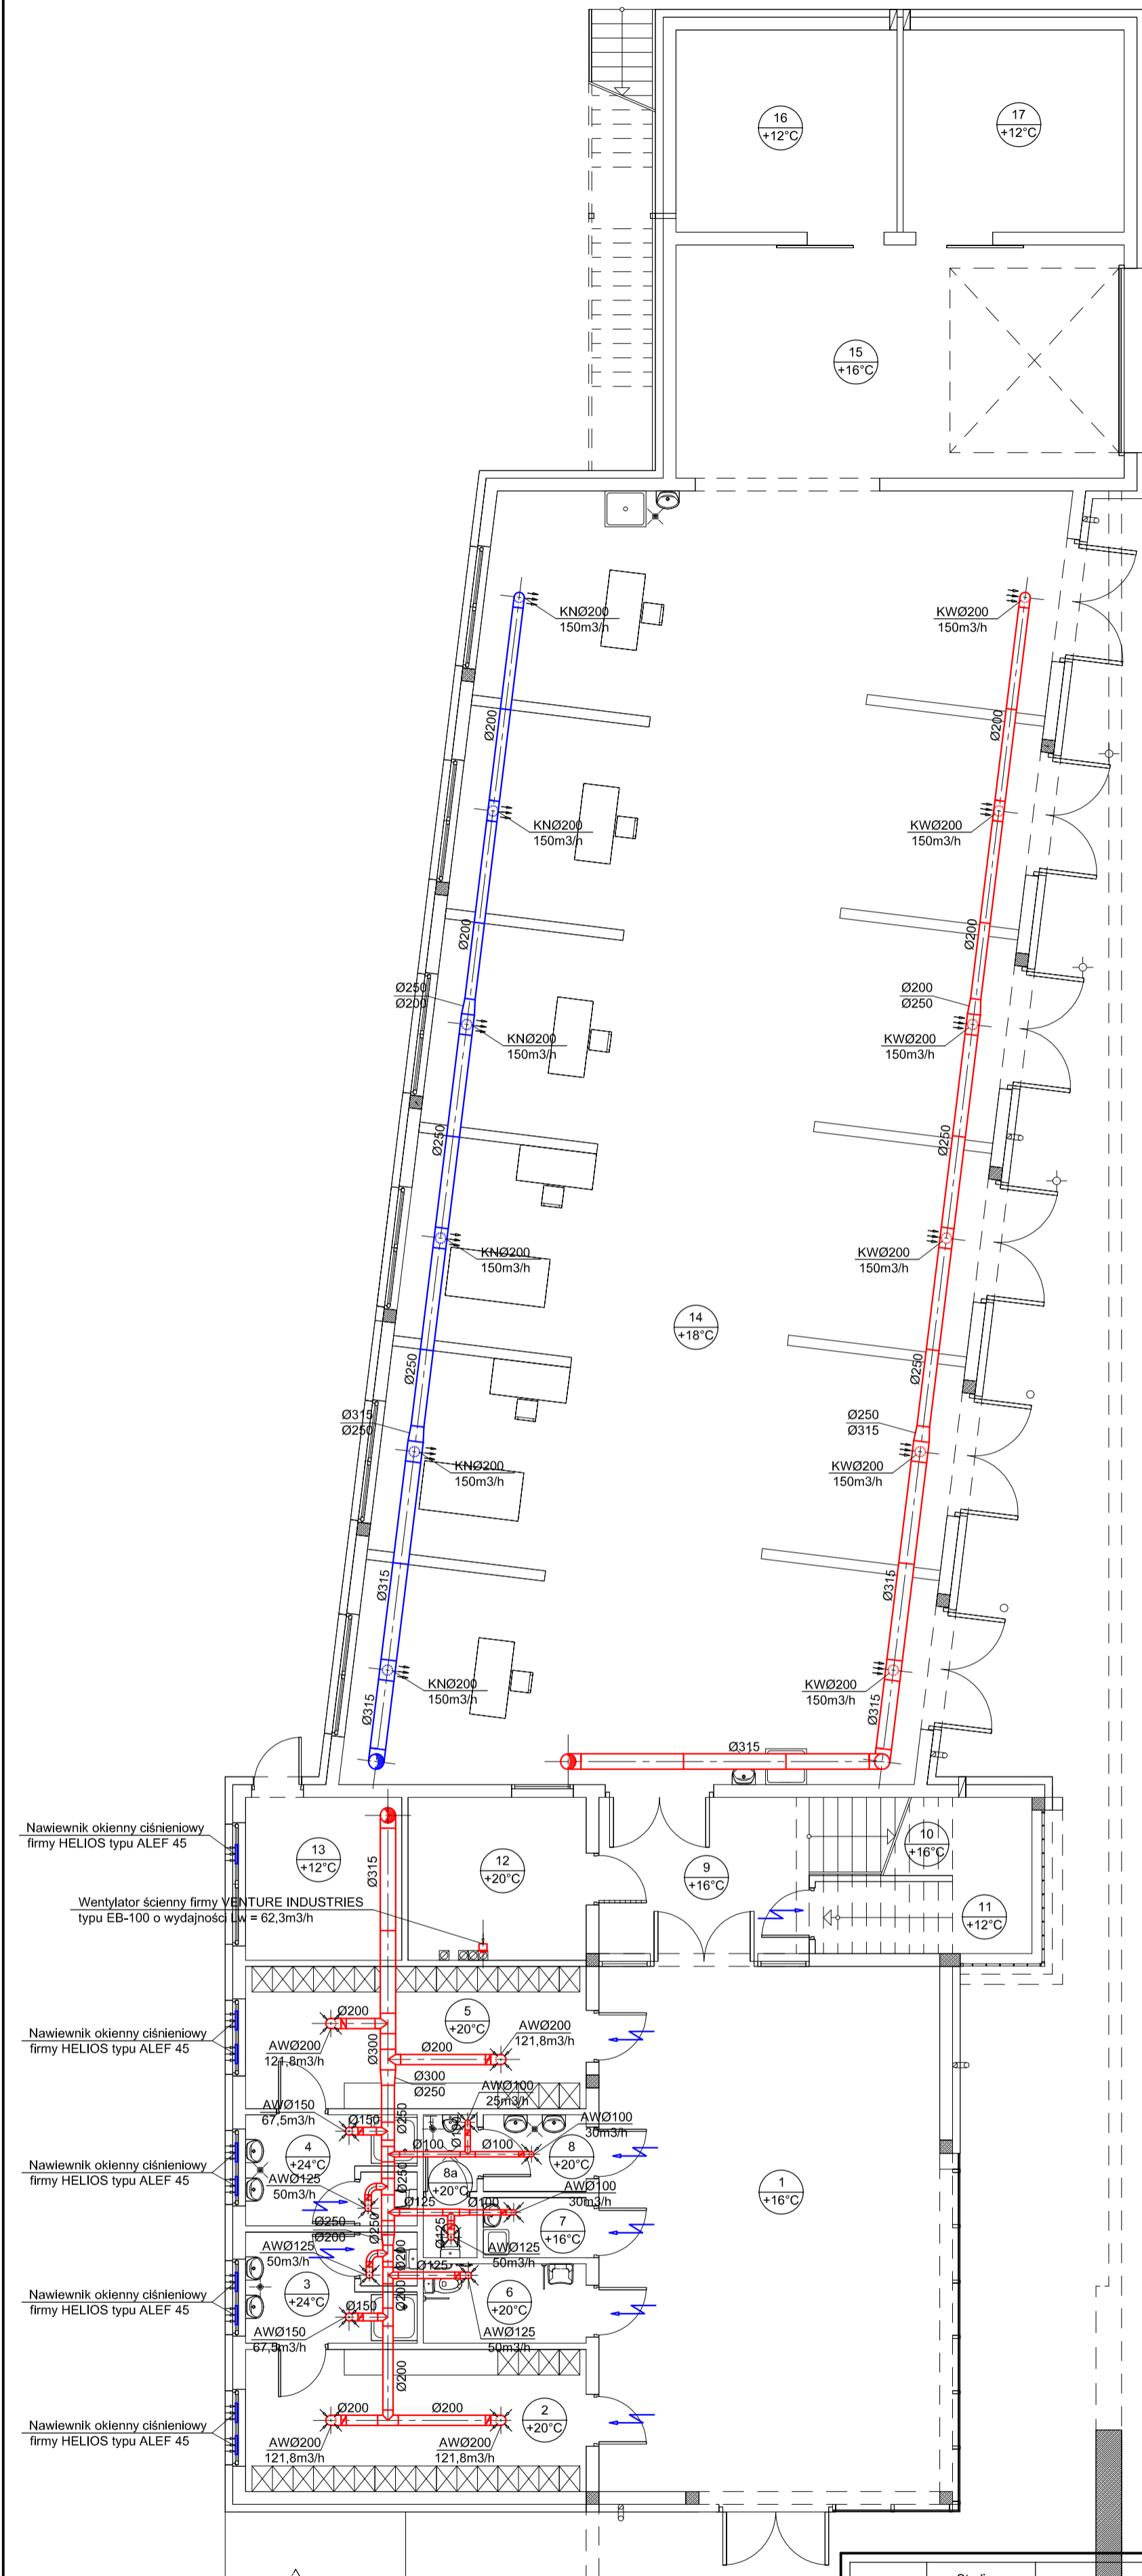 16
+12°C
17
+12°C
15
+16°C
KNØ200
150m3/h
KWØ200
150m3/h
Ø200
Ø200
KNØ200
150m3/h
KWØ200
150m3/h
Ø200
Ø200
Ø250
Ø200
Ø200
Ø250
KNØ200
150m3/h
KWØ200
150m3/h
Ø250
Ø250
KNØ200
150m3/h
KWØ200
150m3/h
14
+18°C
Ø250
Ø250
Ø315
Ø250
Ø250
Ø315
KNØ200
150m3/h
KWØ200
150m3/h
Ø315
Ø315
KNØ200
150m3/h
KWØ200
150m3/h
Ø315
Ø315
Ø315
Nawiewnik okienny ciśnieniowy
firmy HELIOS typu ALEF 45
13
+12°C
Ø315
12
+20°C
9
+16°C
10
+16°C
11
+12°C
Wentylator ścienny firmy VENTURE INDUSTRIES
typu EB-100 o wydajności Lw = 62,3m3/h
Nawiewnik okienny ciśnieniowy
firmy HELIOS typu ALEF 45
Ø200
5
+20°C
AWØ200
121,8m3/h
Ø300
Ø200
AWØ200
121,8m3/h
Ø300
Ø250
AWØ100
25m3/h
AWØ150
67,5m3/h
Ø150
Ø250
Ø100
AWØ100
30m3/h
Nawiewnik okienny ciśnieniowy
firmy HELIOS typu ALEF 45
4
+24°C
Ø100
Ø100
8
+20°C
8a
+20°C
AWØ125
50m3/h
Ø250
Ø125
Ø100
AWØ100
30m3/h
1
+16°C
Ø250
Ø200
Ø250
Ø125
7
+16°C
AWØ125
50m3/h
AWØ125
50m3/h
Ø200
Ø125
Nawiewnik okienny ciśnieniowy
firmy HELIOS typu ALEF 45
3
+24°C
Ø200
6
+20°C
Ø150
AWØ150
67,5m3/h
AWØ125
50m3/h
Ø200
Nawiewnik okienny ciśnieniowy
firmy HELIOS typu ALEF 45
Ø200
Ø200
2
+20°C
AWØ200
121,8m3/h
AWØ200
121,8m3/h